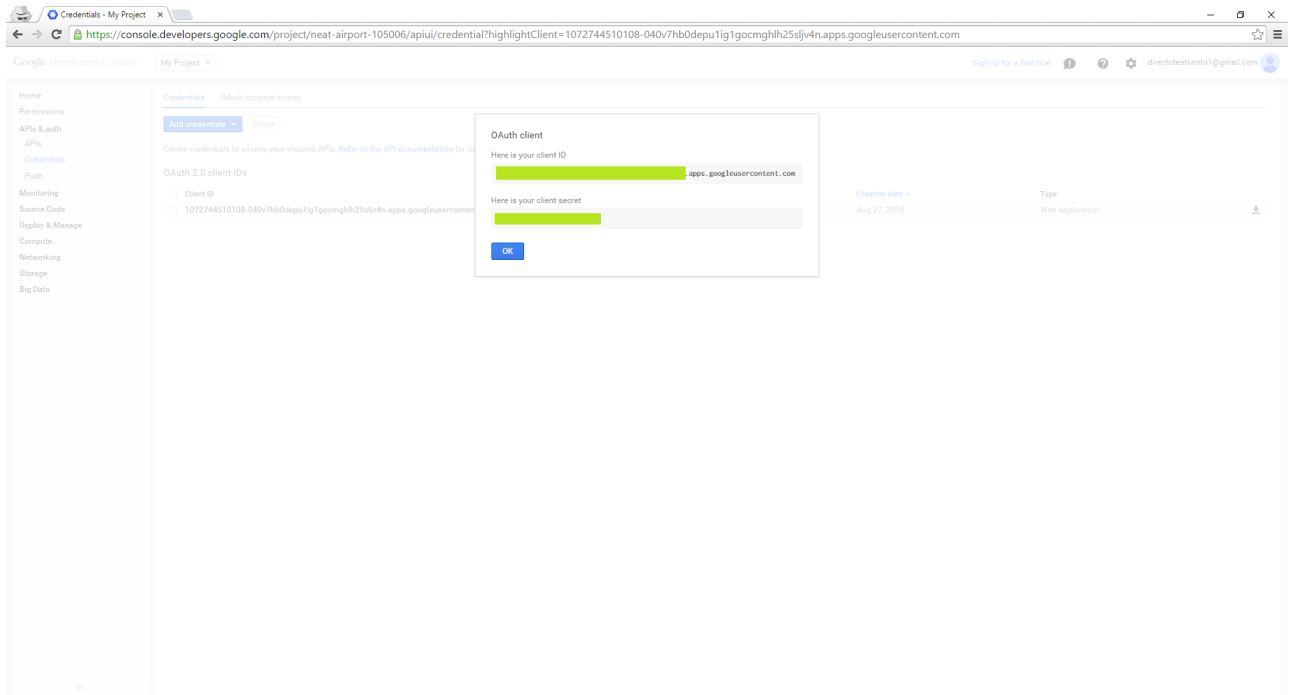 Credentials - My Project
https://console.developers.google.com/project/neat-airport-105006/apiui/credential?highlightClient=1072744510108-040v7hb0depu1ig1gocmghlh25sljv4n.apps.googleusercontent.com
Google Developers Console My Project Sign up for a free trial directotestkonto1@gmail.com
Home
Permissions
APIs & auth
APIs
Credentials
Push
Monitoring
Source Code
Deploy & Manage
Compute
Networking
Storage
Big Data
Credentials OAuth consent screen
Add credentials Delete
Create credentials to access your enabled APIs. Refer to the API documentation for de
OAuth 2.0 client IDs
Client ID Creation date Type
1072744510108-040v7hb0depu1ig1gocmghlh25sljv4n.apps.googleuserconten Aug 27, 2015 Web application
OAuth client
Here is your client ID
.apps.googleusercontent.com
Here is your client secret
OK